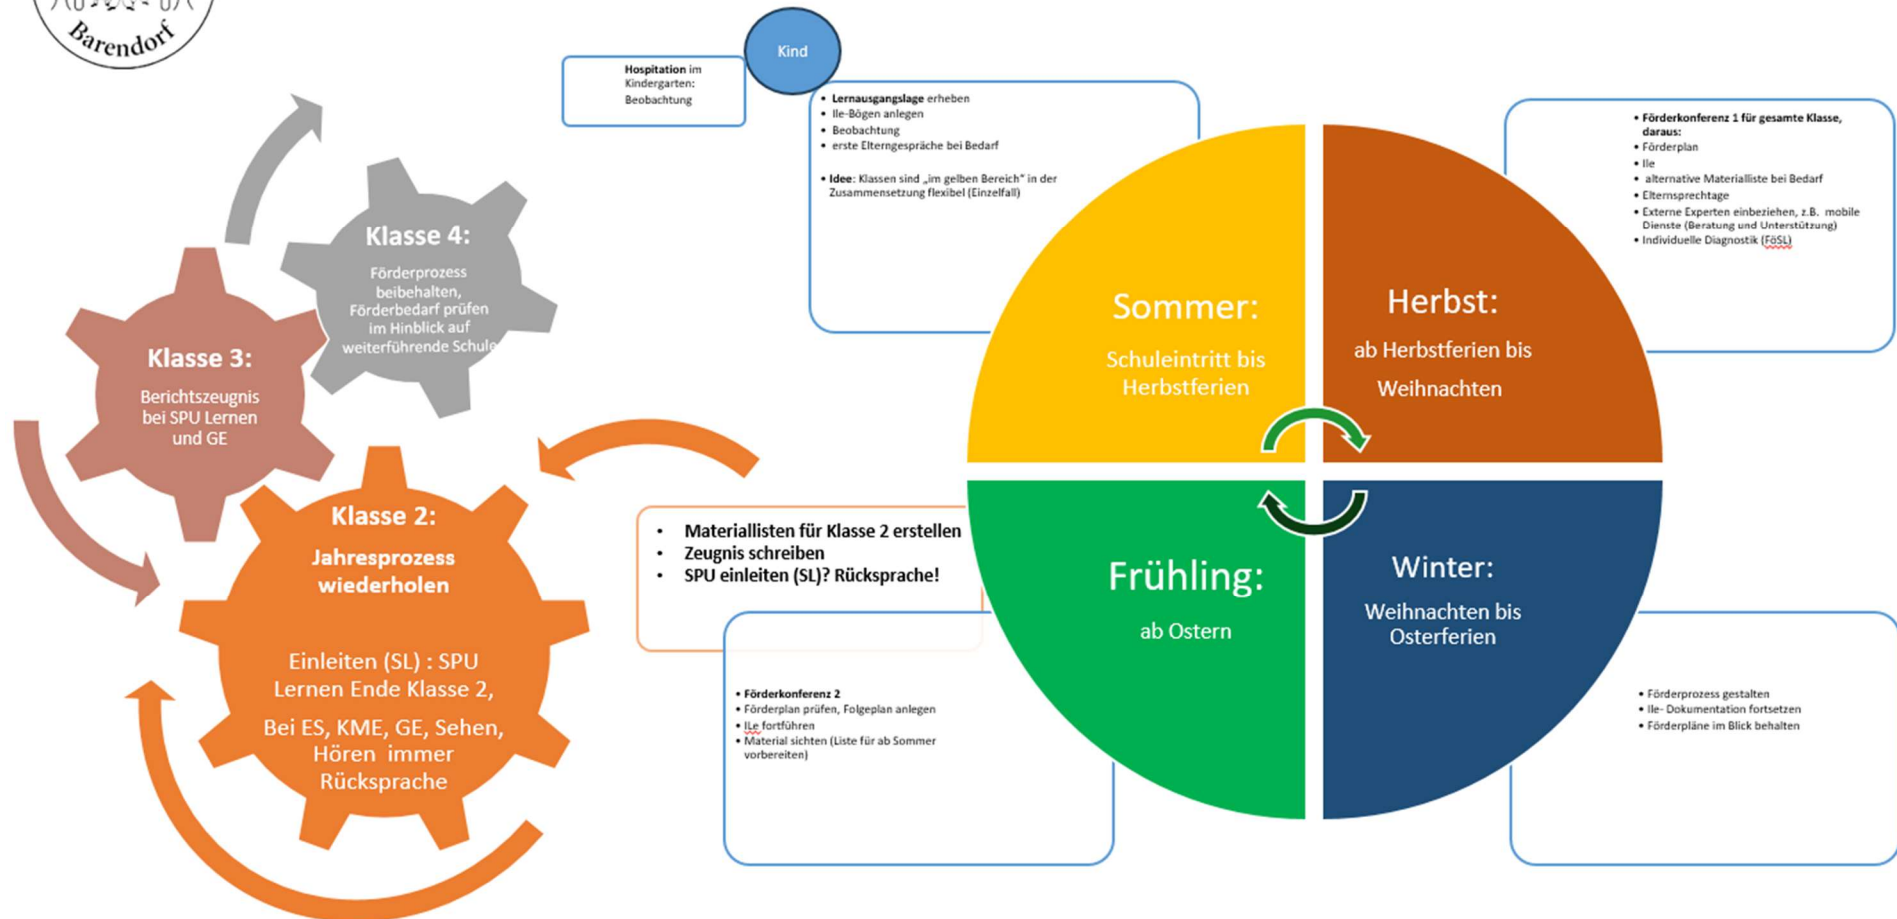 Barendorf
Kind
Hospitation im
Kindergarten:
Beobachtung
• Lernausgangslage erheben
• Ile-Bögen anlegen
• Beobachtung
• erste Elterngespräche bei Bedarf
• Idee: Klassen sind „im gelben Bereich“ in der
Zusammensetzung flexibel (Einzelfall)
• Förderkonferenz 1 für gesamte Klasse,
daraus:
• Förderplan
• Ile
• alternative Materialliste bei Bedarf
• Elternsprechtage
• Externe Experten einbeziehen, z.B. mobile
Dienste (Beratung und Unterstützung)
• Individuelle Diagnostik (FöSL)
Klasse 4:
Förderprozess
beibehalten,
Förderbedarf prüfen
im Hinblick auf
weiterführende Schule
Klasse 3:
Berichtszeugnis
bei SPU Lernen
und GE
Sommer:
Schuleintritt bis
Herbstferien
Herbst:
ab Herbstferien bis
Weihnachten
Klasse 2:
Jahresprozess
wiederholen
Einleiten (SL) : SPU
Lernen Ende Klasse 2,
Bei ES, KME, GE, Sehen,
Hören immer
Rücksprache
• Materiallisten für Klasse 2 erstellen
• Zeugnis schreiben
• SPU einleiten (SL)? Rücksprache!
Frühling:
ab Ostern
Winter:
Weihnachten bis
Osterferien
• Förderkonferenz 2
• Förderplan prüfen, Folgeplan anlegen
• ILe fortführen
• Material sichten (Liste für ab Sommer
vorbereiten)
• Förderprozess gestalten
• Ile- Dokumentation fortsetzen
• Förderpläne im Blick behalten